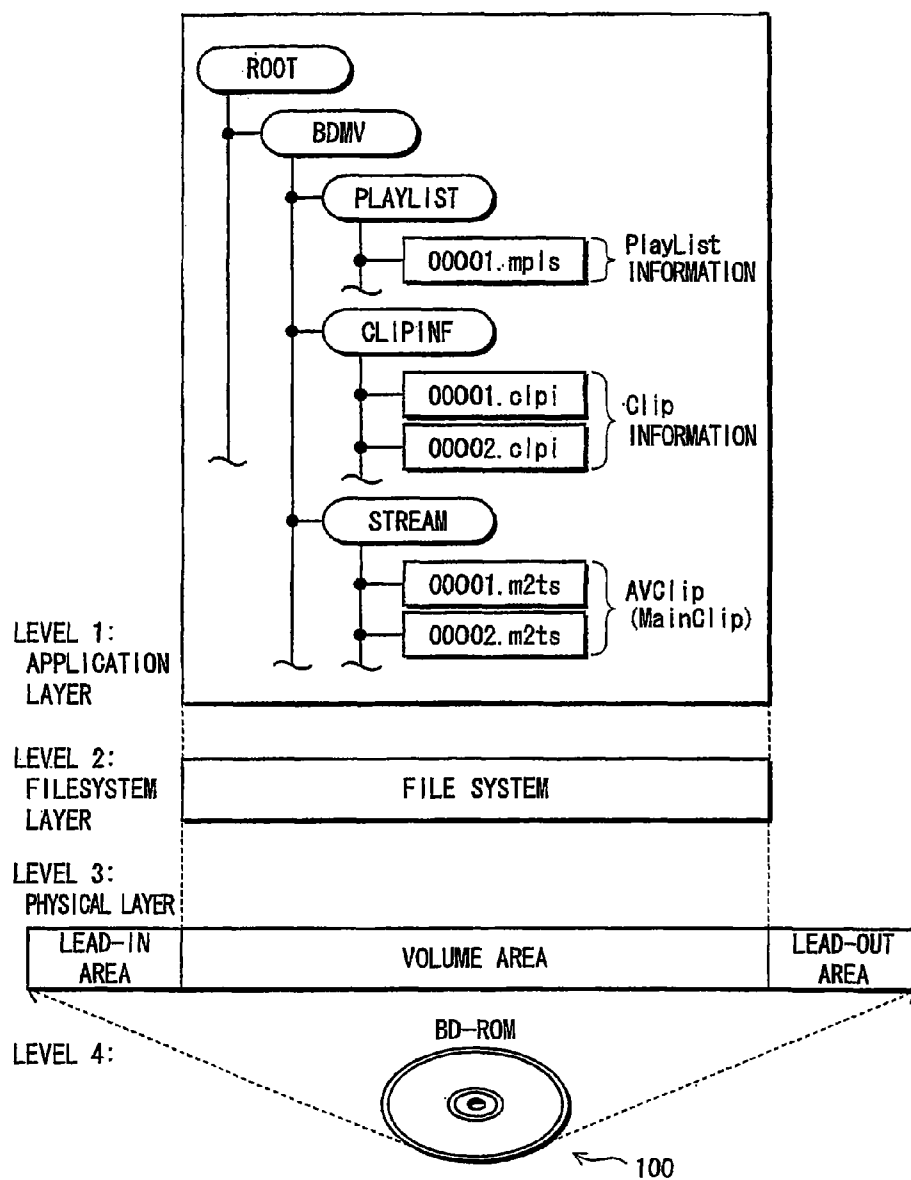 ROOT
BDMV
PLAYLIST
00001.mpls
PlayList
INFORMATION
CLIPINF
00001.clpi
00002.clpi
Clip
INFORMATION
STREAM
00001.m2ts
00002.m2ts
AVClip
(MainClip)
LEVEL 1:
APPLICATION
LAYER
LEVEL 2:
FILESYSTEM
LAYER
FILE SYSTEM
LEVEL 3:
PHYSICAL LAYER
LEAD-IN
AREA
VOLUME AREA
LEAD-OUT
AREA
LEVEL 4:
BD-ROM
100